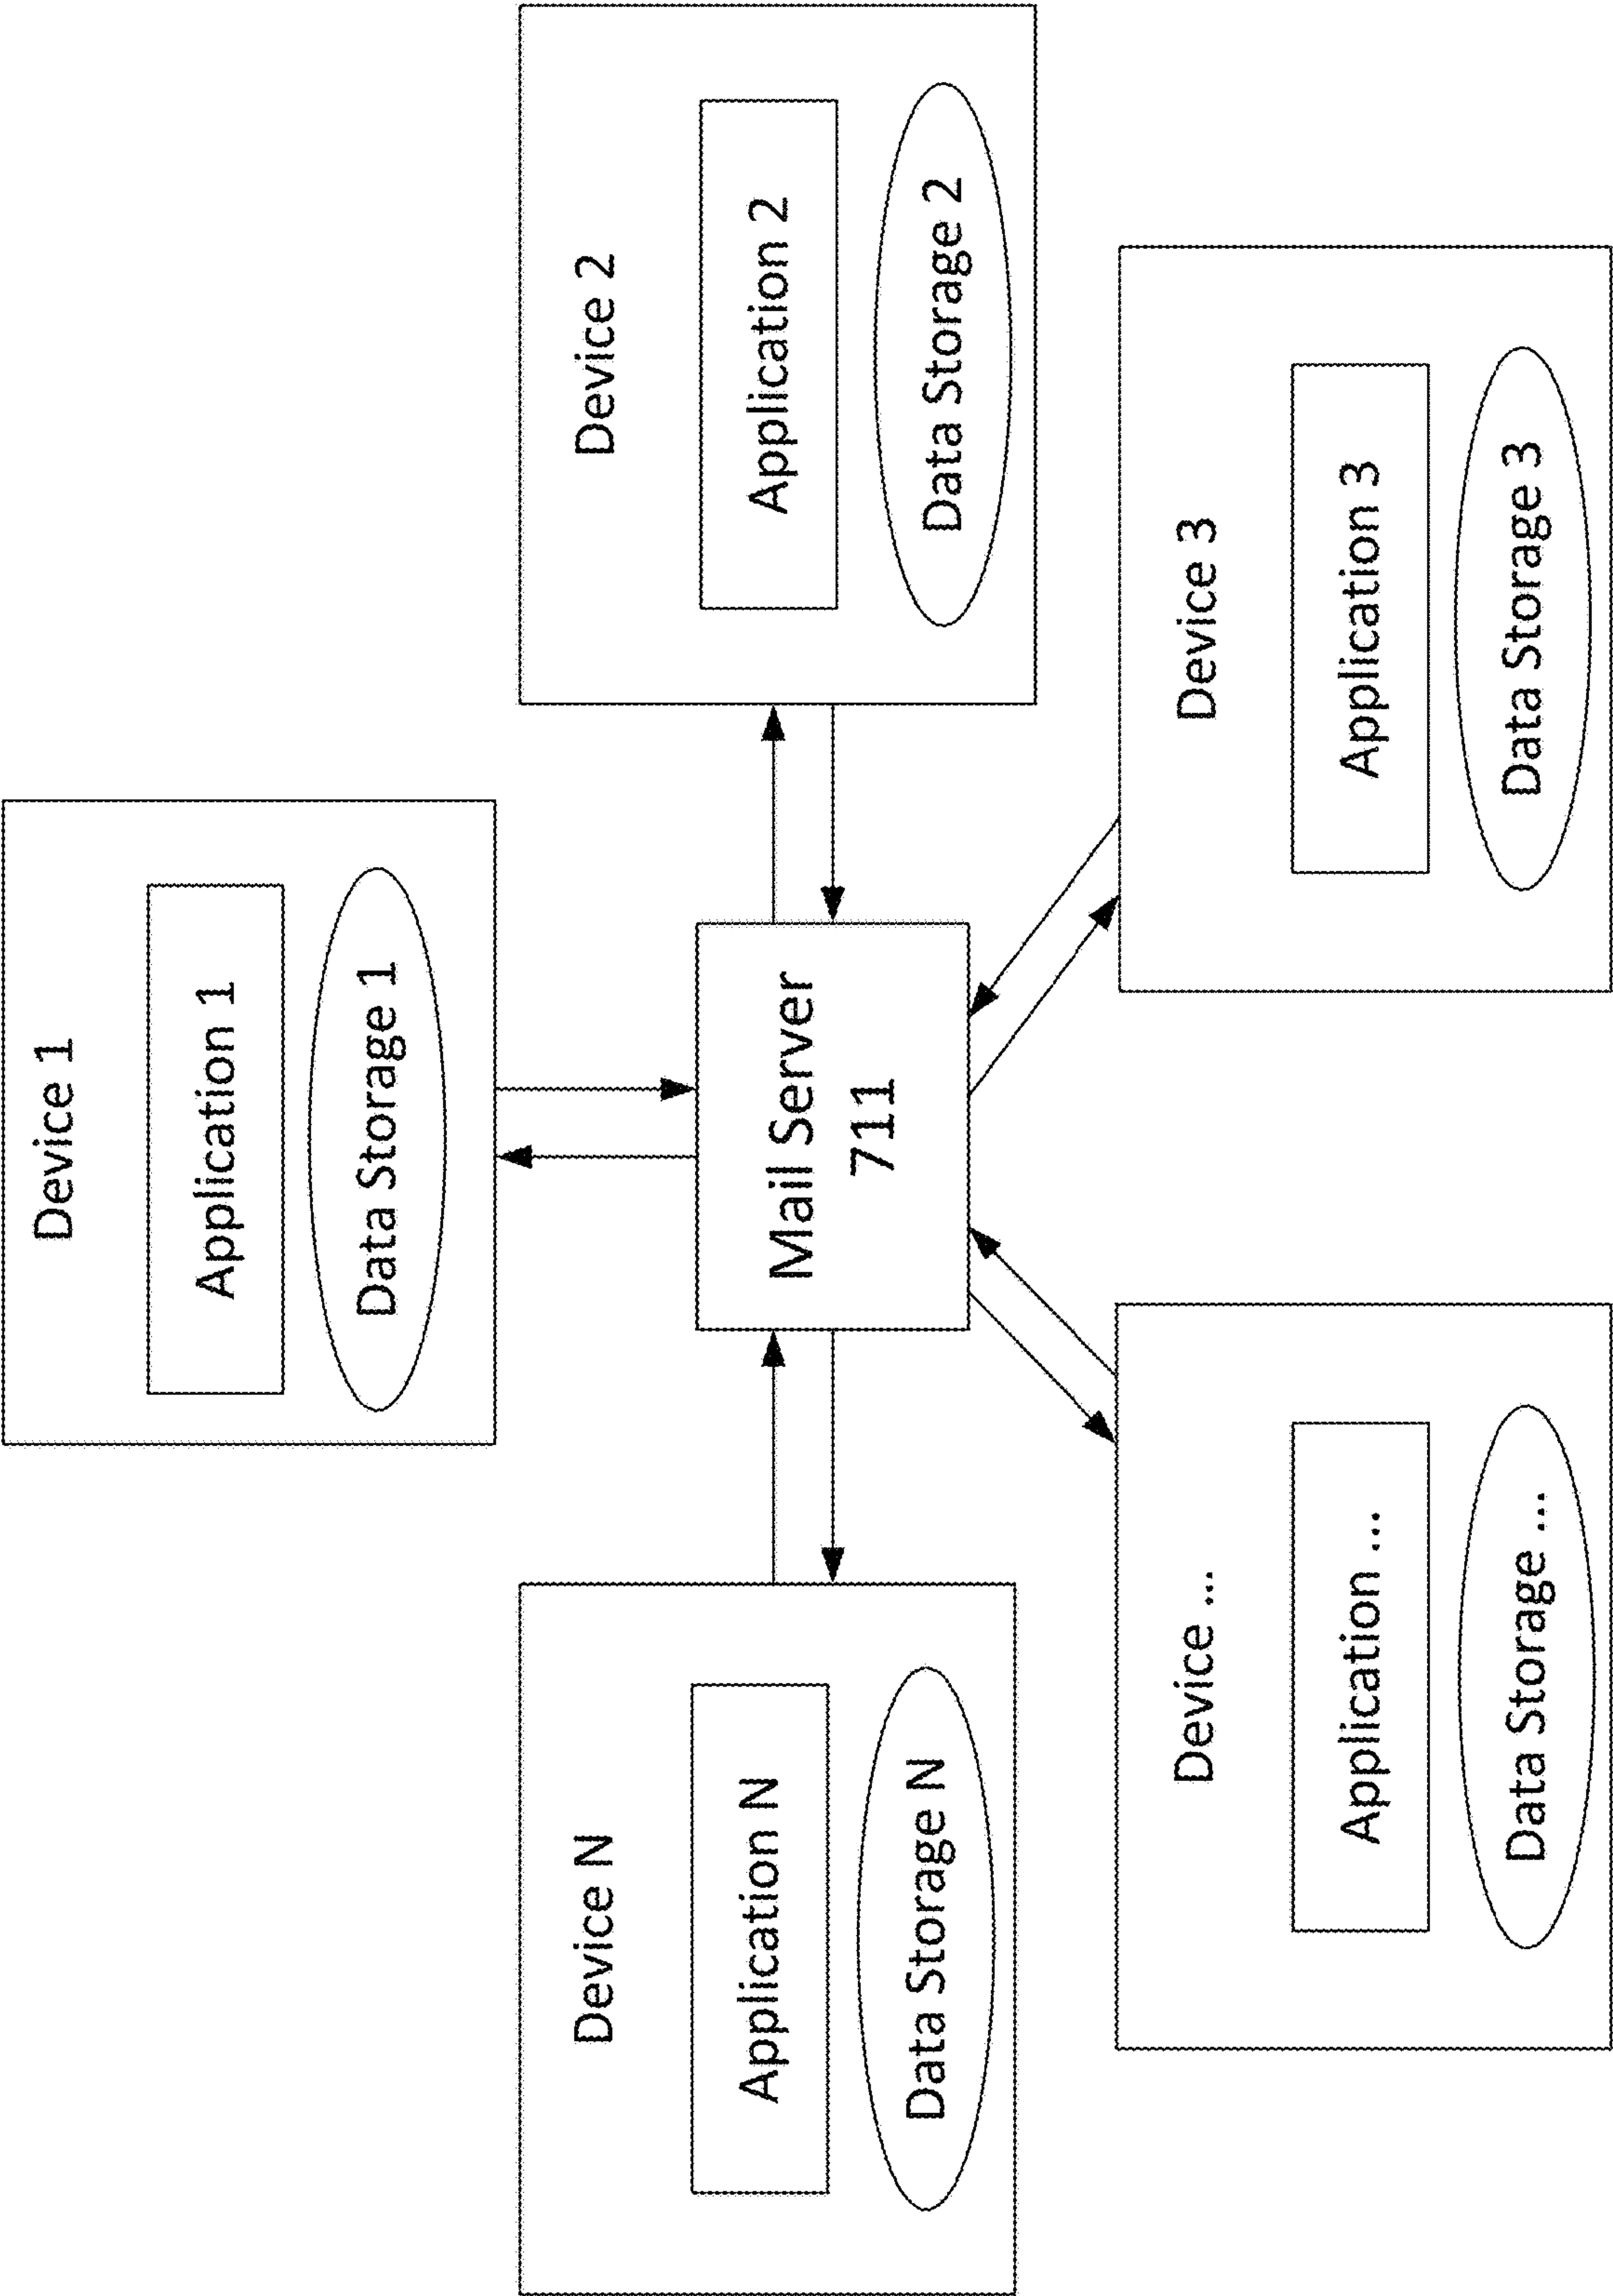 Device 1
Application 1
Data Storage 1
Device N
Application N
Data Storage N
Mail Server
711
Device 2
Application 2
Data Storage 2
Device ...
Application ...
Data Storage ...
Device 3
Application 3
Data Storage 3